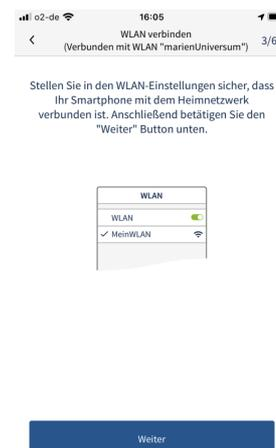 o2-de 16:05
WLAN verbinden
(Verbunden mit WLAN "marienUniversum")
3/6
Stellen Sie in den WLAN-Einstellungen sicher, dass
Ihr Smartphone mit dem Heimnetzwerk
verbunden ist. Anschließend betätigen Sie den
"Weiter" Button unten.
WLAN
WLAN
MeinWLAN
Weiter